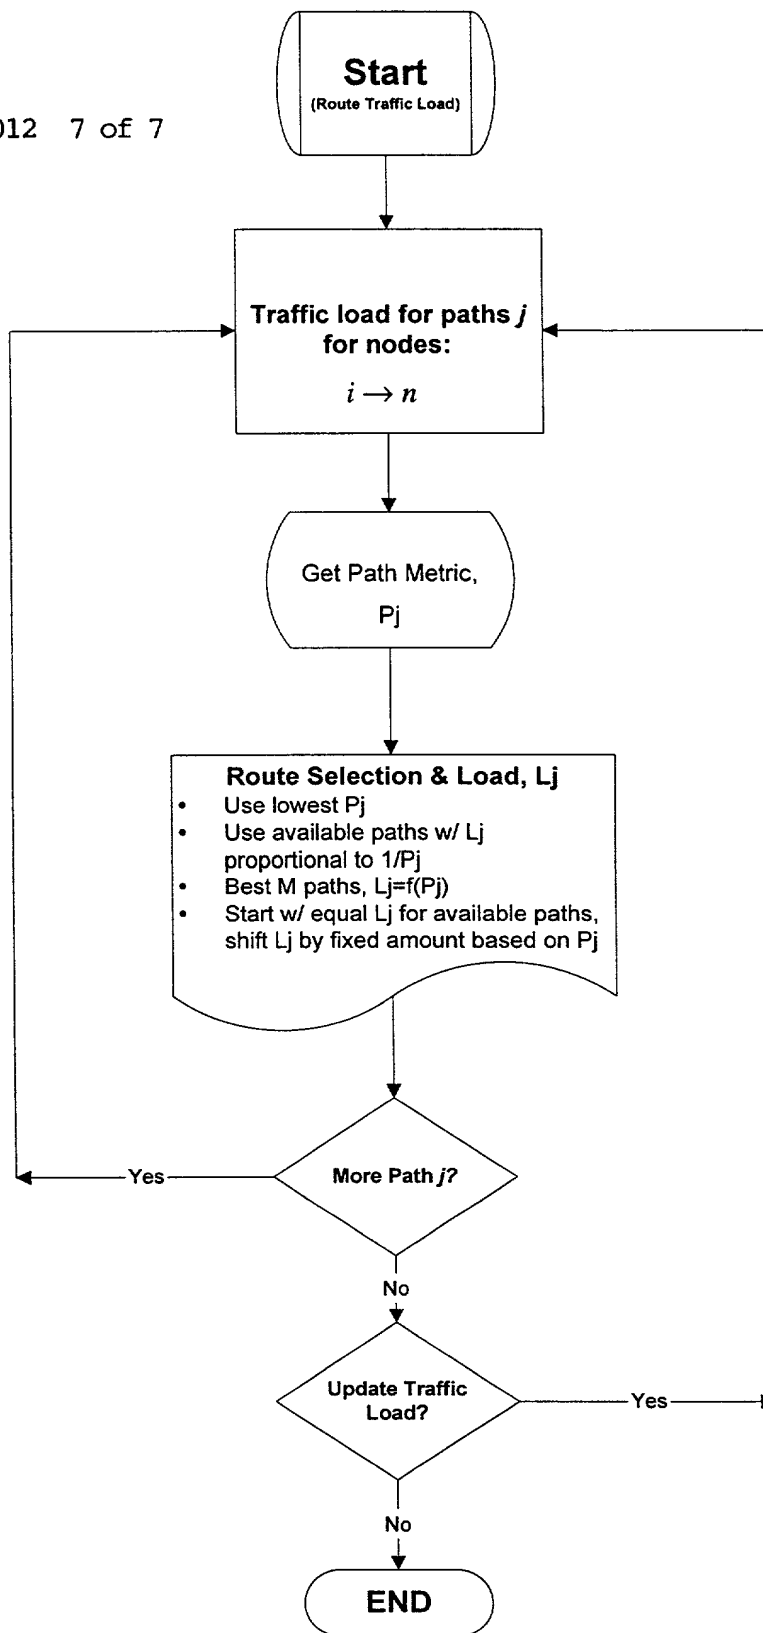 Start
(Route Traffic Load)
012 7 of 7
Traffic load for paths j
for nodes:
i → n
Get Path Metric,
Pj
Route Selection & Load, Lj
• Use lowest Pj
• Use available paths w/ Lj
proportional to 1/Pj
• Best M paths, Lj=f(Pj)
• Start w/ equal Lj for available paths,
shift Lj by fixed amount based on Pj
Yes
More Path j?
No
Update Traffic
Load?
Yes
No
END